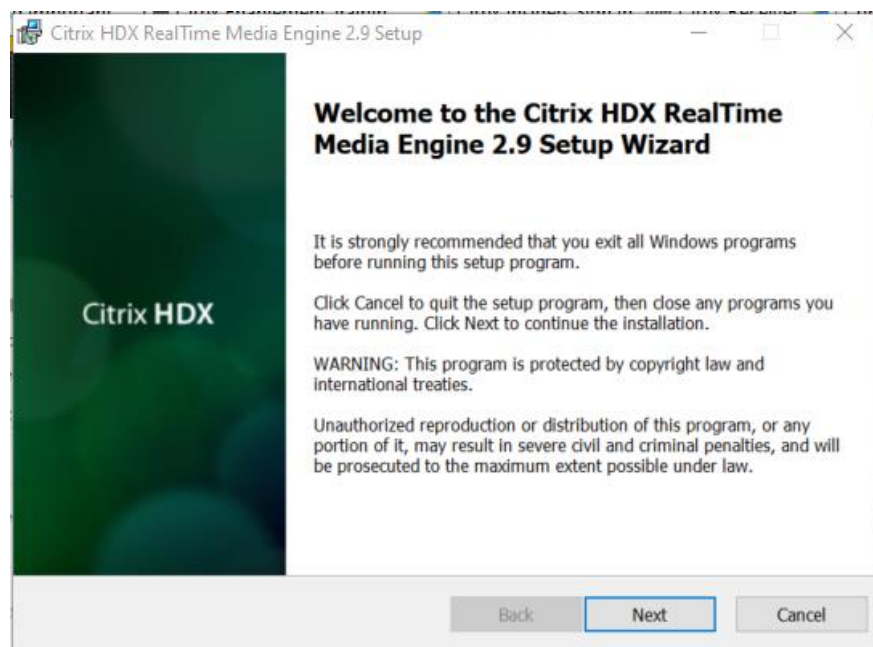 Citrix HDX RealTime Media Engine 2.9 Setup
Welcome to the Citrix HDX RealTime
Media Engine 2.9 Setup Wizard
It is strongly recommended that you exit all Windows programs
before running this setup program.
Click Cancel to quit the setup program, then close any programs you
have running. Click Next to continue the installation.
WARNING: This program is protected by copyright law and
international treaties.
Unauthorized reproduction or distribution of this program, or any
portion of it, may result in severe civil and criminal penalties, and will
be prosecuted to the maximum extent possible under law.
Citrix HDX
Back
Next
Cancel